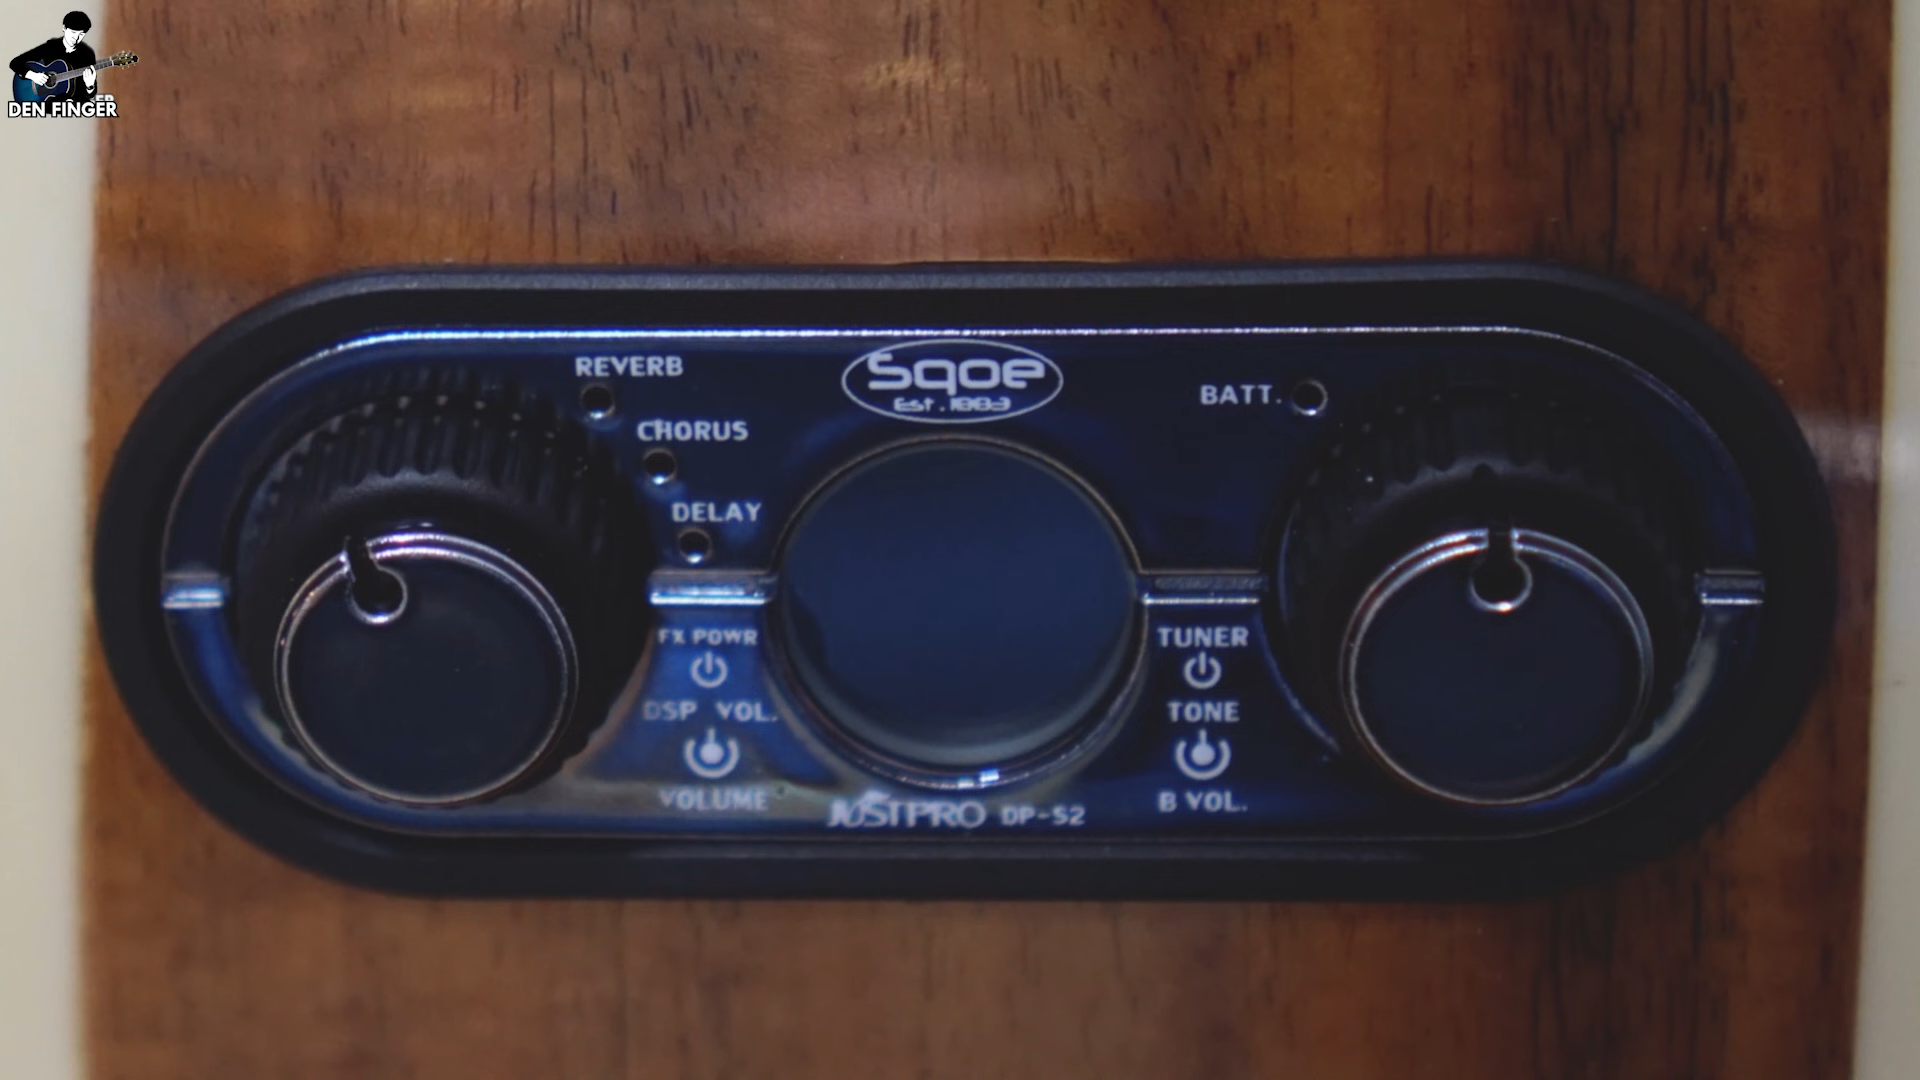 DEN FINGER
REVERB
Sqoe
Est.1883
BATT.
CHORUS
DELAY
FX POWR
TUNER
DSP VOL.
TONE
VOLUME
JUSTPRO DP-S2
B VOL.